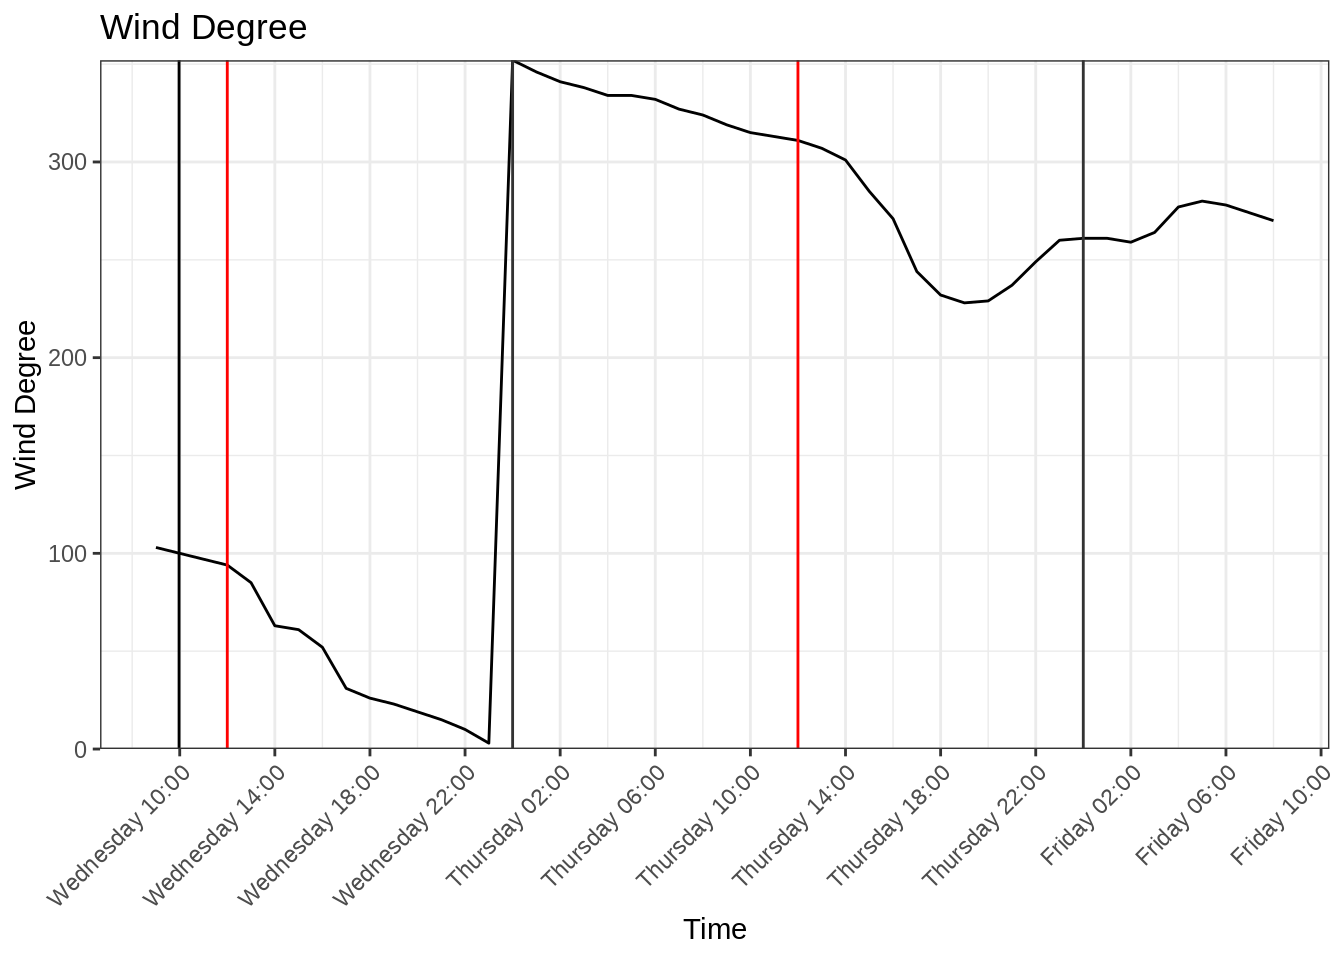 Wind Degree
Wind Degree
300
200
100
0
Wednesday 10:00
Wednesday 14:00
Wednesday 18:00
Wednesday 22:00
Thursday 02:00
Thursday 06:00
Thursday 10:00
Thursday 14:00
Thursday 18:00
Thursday 22:00
Friday 02:00
Friday 06:00
Friday 10:00
Time